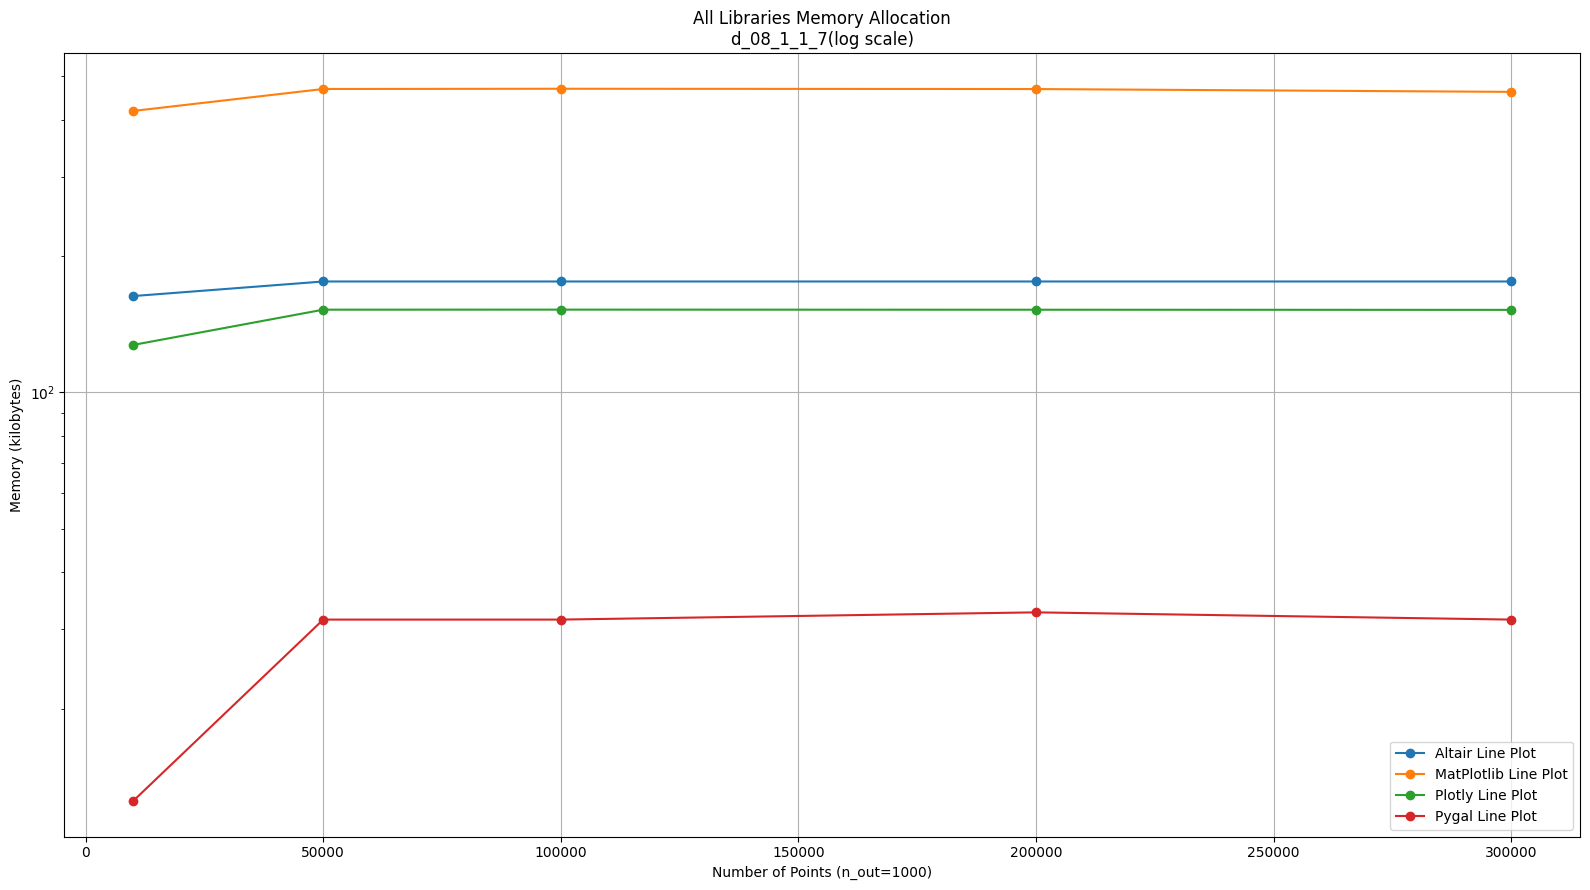 All Libraries Memory Allocation
d_08_1_1_7(log scale)
Memory (kilobytes)
10²
0 50000 100000 150000 200000 250000 300000
Number of Points (n_out=1000)
Altair Line Plot
MatPlotlib Line Plot
Plotly Line Plot
Pygal Line Plot